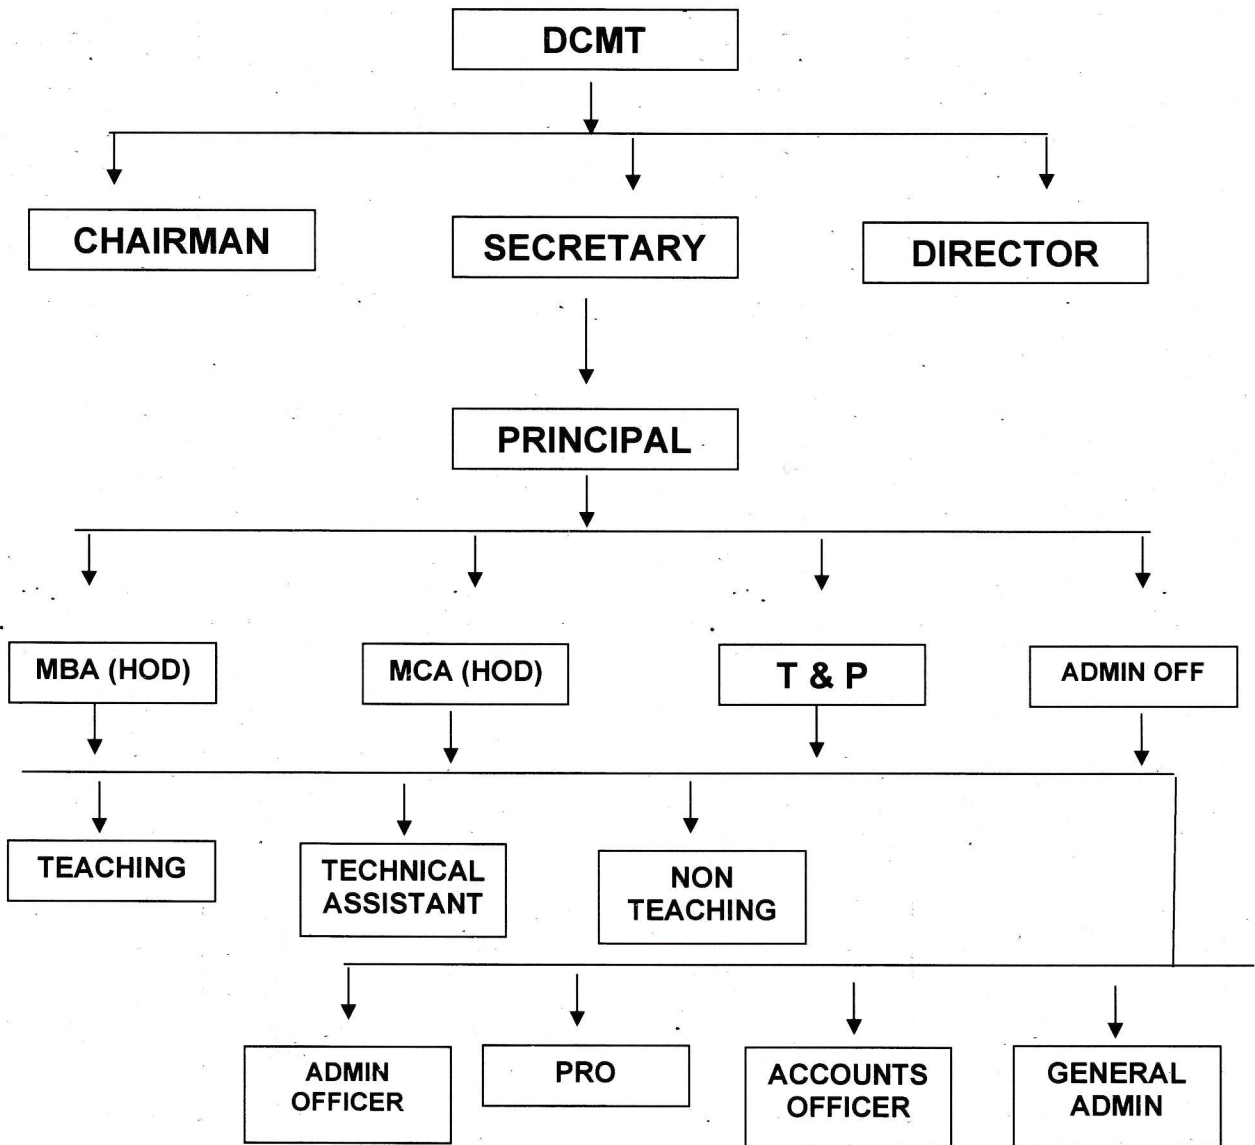 DCMT
CHAIRMAN
SECRETARY
DIRECTOR
PRINCIPAL
MBA (HOD)
MCA (HOD)
T & P
ADMIN OFF
TEACHING
TECHNICAL
ASSISTANT
NON
TEACHING
ADMIN
OFFICER
PRO
ACCOUNTS
OFFICER
GENERAL
ADMIN